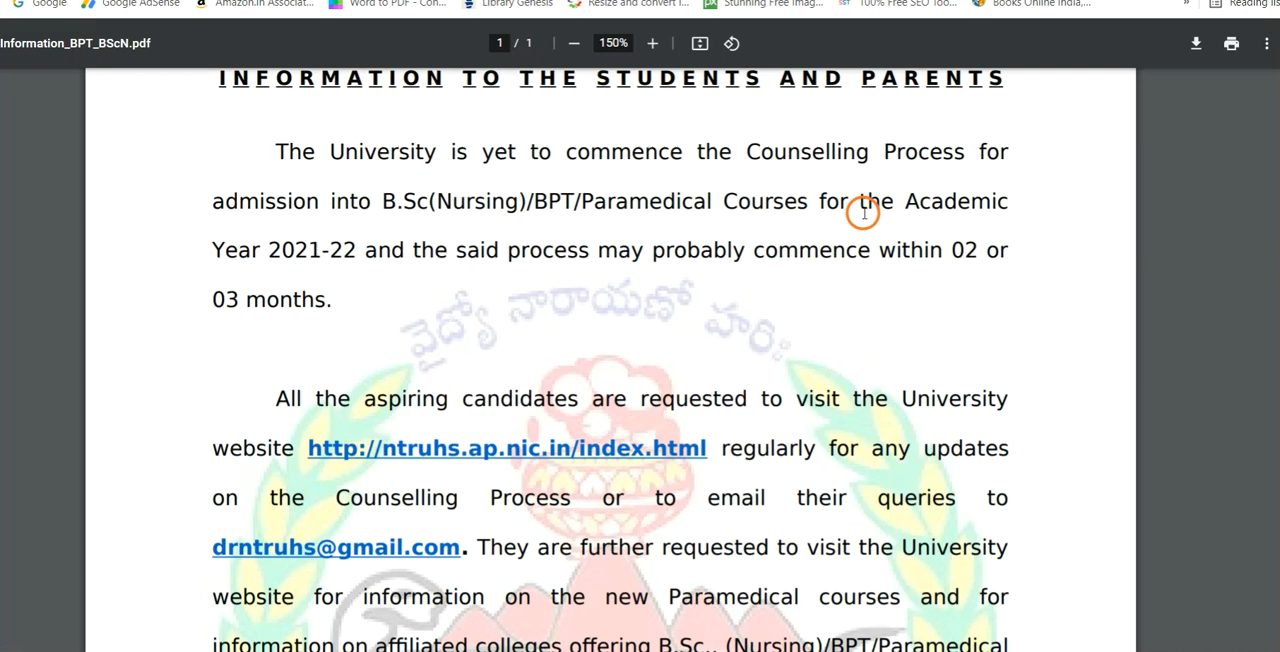 Google
Google AdSense
Amazon.in Associat...
Word to PDF - Con...
Library Genesis
Resize and convert i...
Stunning Free Imag...
100% Free SEO Too...
Books Online India,...
»
Reading lis
Information_BPT_BScN.pdf
1 / 1
150%
INFORMATION TO THE STUDENTS AND PARENTS
The University is yet to commence the Counselling Process for
admission into B.Sc(Nursing)/BPT/Paramedical Courses for the Academic
Year 2021-22 and the said process may probably commence within 02 or
03 months.
వైద్యో నారాయణో హరిః
All the aspiring candidates are requested to visit the University
website http://ntruhs.ap.nic.in/index.html regularly for any updates
on the Counselling Process or to email their queries to
drntruhs@gmail.com. They are further requested to visit the University
website for information on the new Paramedical courses and for
information on affiliated colleges offering B.Sc., (Nursing)/BPT/Paramedical